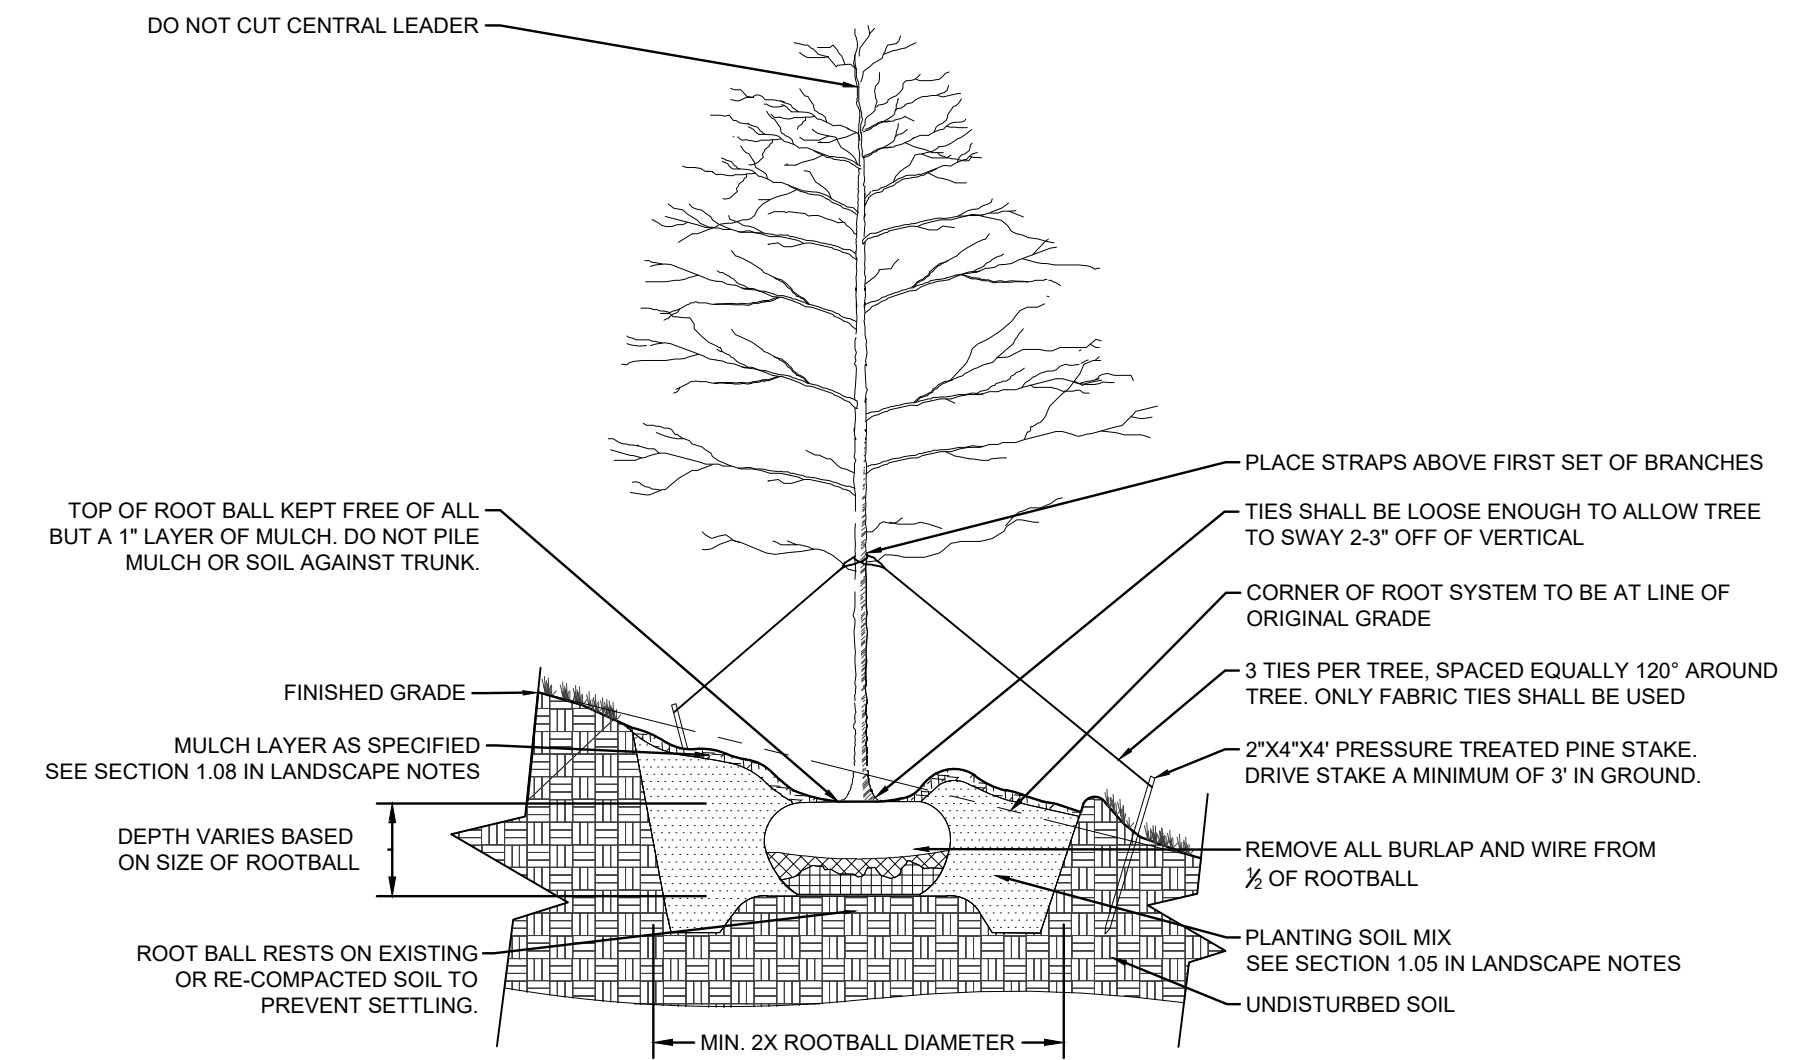 DO NOT CUT CENTRAL LEADER
TOP OF ROOT BALL KEPT FREE OF ALL
BUT A 1" LAYER OF MULCH. DO NOT PILE
MULCH OR SOIL AGAINST TRUNK.
FINISHED GRADE
MULCH LAYER AS SPECIFIED
SEE SECTION 1.08 IN LANDSCAPE NOTES
DEPTH VARIES BASED
ON SIZE OF ROOTBALL
ROOT BALL RESTS ON EXISTING
OR RE-COMPACTED SOIL TO
PREVENT SETTLING.
MIN. 2X ROOTBALL DIAMETER
PLACE STRAPS ABOVE FIRST SET OF BRANCHES
TIES SHALL BE LOOSE ENOUGH TO ALLOW TREE
TO SWAY 2-3" OFF OF VERTICAL
CORNER OF ROOT SYSTEM TO BE AT LINE OF
ORIGINAL GRADE
3 TIES PER TREE, SPACED EQUALLY 120° AROUND
TREE. ONLY FABRIC TIES SHALL BE USED
2"X4"X4' PRESSURE TREATED PINE STAKE.
DRIVE STAKE A MINIMUM OF 3' IN GROUND.
REMOVE ALL BURLAP AND WIRE FROM
½ OF ROOTBALL
PLANTING SOIL MIX
SEE SECTION 1.05 IN LANDSCAPE NOTES
UNDISTURBED SOIL